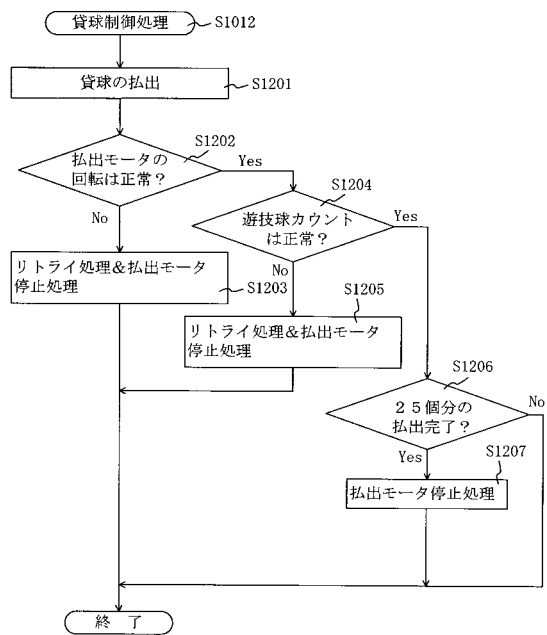 貸球制御処理
S1012
貸球の払出
S1201
払出モータの
回転は正常？
S1202
Yes
No
遊技球カウント
は正常？
S1204
Yes
No
リトライ処理＆払出モータ
停止処理
S1203
リトライ処理＆払出モータ
停止処理
S1205
２５個分の
払出完了？
S1206
No
Yes
払出モータ停止処理
S1207
終　了